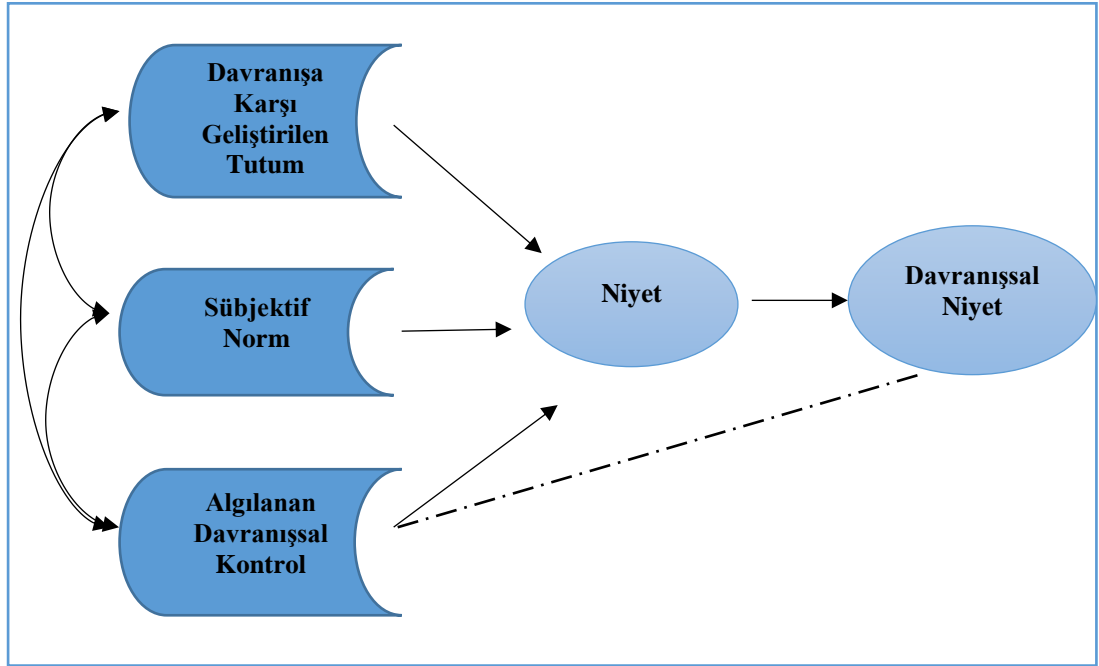 Davranışa
Karşı
Geliştirilen
Tutum
Sübjektif
Norm
Algılanan
Davranışsal
Kontrol
Niyet
Davranışsal
Niyet